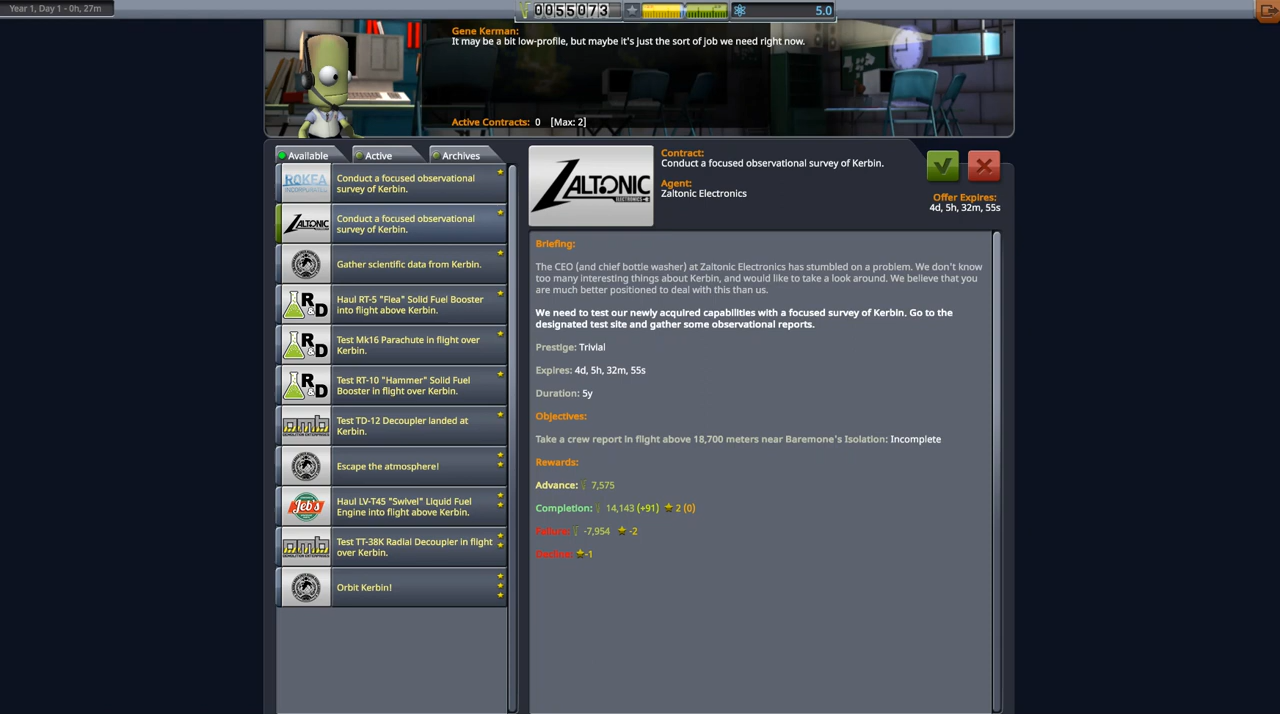 Year 1, Day 1 - 0h, 27m
0055073
5.0
Gene Kerman:
It may be a bit low-profile, but maybe it's just the sort of job we need right now.
Active Contracts: 0 [Max: 2]
Available
Active
Archives
ROKEA
INCORPORATED
Conduct a focused observational
survey of Kerbin.
ZALTONIC
ELECTRONICS
Conduct a focused observational
survey of Kerbin.
Gather scientific data from Kerbin.
R&D
Haul RT-5 "Flea" Solid Fuel Booster
into flight above Kerbin.
R&D
Test Mk16 Parachute in flight over
Kerbin.
R&D
Test RT-10 "Hammer" Solid Fuel
Booster in flight over Kerbin.
Test TD-12 Decoupler landed at
Kerbin.
Escape the atmosphere!
Jeb's
Haul LV-T45 "Swivel" Liquid Fuel
Engine into flight above Kerbin.
Test TT-38K Radial Decoupler in flight
over Kerbin.
Orbit Kerbin!
ZALTONIC
ELECTRONICS
Contract:
Conduct a focused observational survey of Kerbin.
Agent:
Zaltonic Electronics
Offer Expires:
4d, 5h, 32m, 55s
Briefing:
The CEO (and chief bottle washer) at Zaltonic Electronics has stumbled on a problem. We don't know
too many interesting things about Kerbin, and would like to take a look around. We believe that you
are much better positioned to deal with this than us.
We need to test our newly acquired capabilities with a focused survey of Kerbin. Go to the
designated test site and gather some observational reports.
Prestige: Trivial
Expires: 4d, 5h, 32m, 55s
Duration: 5y
Objectives:
Take a crew report in flight above 18,700 meters near Baremone's Isolation: Incomplete
Rewards:
Advance: 7,575
Completion: 14,143 (+91) 2 (0)
Failure: -7,954 -2
Decline: -1